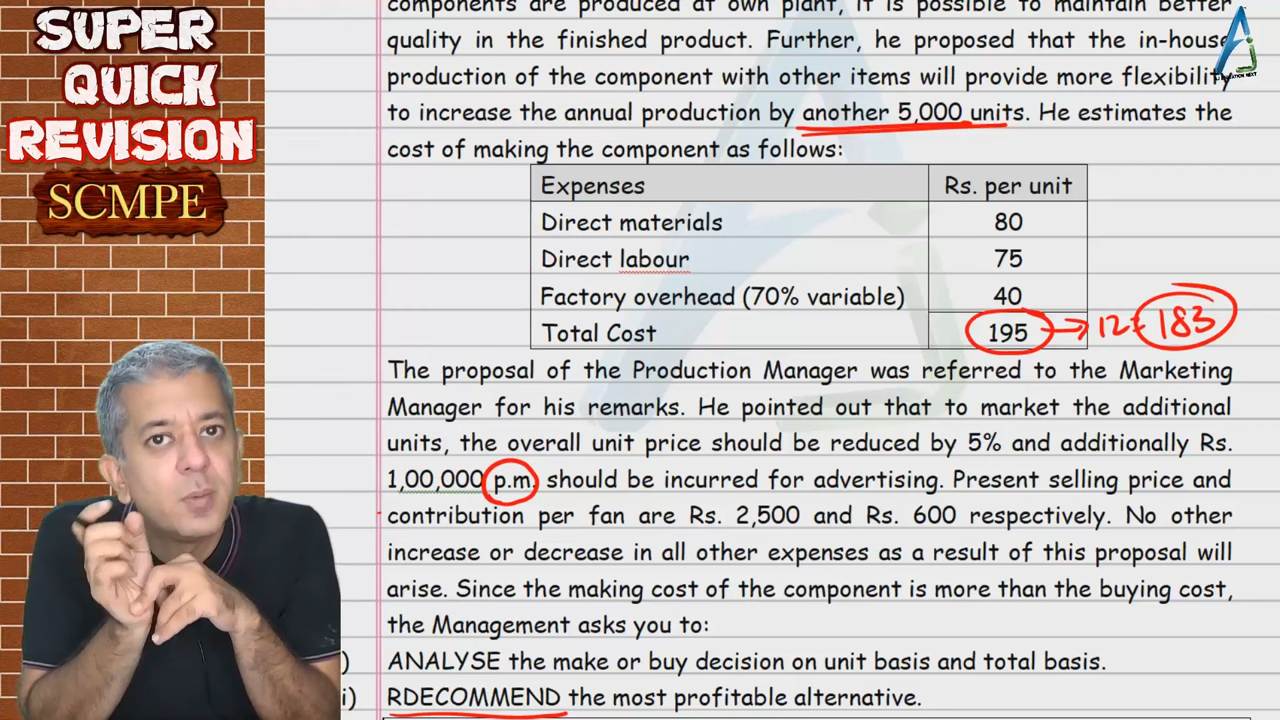 SUPER
QUICK
REVISION
SCMPE
components are produced at own plant, it is possible to maintain better
quality in the finished product. Further, he proposed that the in-house
production of the component with other items will provide more flexibility
to increase the annual production by another 5,000 units. He estimates the
cost of making the component as follows:
Expenses Rs. per unit
Direct materials 80
Direct labour 75
Factory overhead (70% variable) 40
Total Cost 195 → 12 183
The proposal of the Production Manager was referred to the Marketing
Manager for his remarks. He pointed out that to market the additional
units, the overall unit price should be reduced by 5% and additionally Rs.
1,00,000 p.m. should be incurred for advertising. Present selling price and
contribution per fan are Rs. 2,500 and Rs. 600 respectively. No other
increase or decrease in all other expenses as a result of this proposal will
arise. Since the making cost of the component is more than the buying cost,
the Management asks you to:
) ANALYSE the make or buy decision on unit basis and total basis.
i) RDECOMMEND the most profitable alternative.